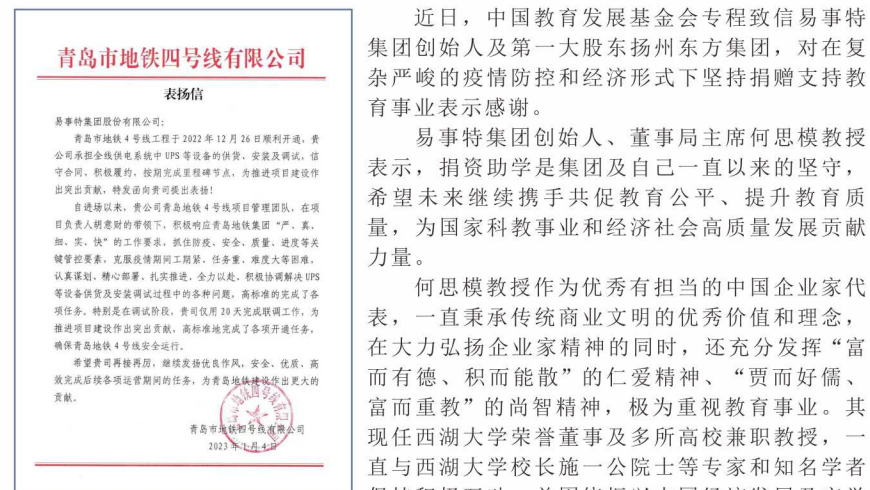 青岛市地铁四号线有限公司
表扬信
易事特集团股份有限公司：
青岛市地铁4号线工程于2022年12月26日顺利开通，贵
公司承担全线供电系统中UPS等设备的供货、安装及调试，信
守合同、积极履约，按期完成里程碑节点，为推进项目建设作
出突出贡献，特发函向贵司提出表扬！
自进场以来，贵公司青岛地铁4号线项目管理团队，在项
目负责人胡意财的带领下，积极响应青岛地铁集团“严、真、
细、实、快”的工作要求，抓住防疫、安全、质量、进度等关
键管控要素，克服疫情期间工期紧、任务重、难度大等困难，
认真谋划、精心部署、扎实推进、全力以赴、积极协调解决UPS
等设备供货及安装调试过程中的各种问题，高标准的完成了各
项任务。特别是在调试阶段，贵司仅用20天完成联调工作，为
推进项目建设作出突出贡献，高标准地完成了各项开通任务，
确保青岛地铁4号线安全运行。
希望贵司再接再厉，继续发扬优良作风，安全、优质、高
效完成后续各项运营期间的任务，为青岛地铁建设作出更大的
贡献。
青岛市地铁四号线有限公司
2023年1月4日
近日，中国教育发展基金会专程致信易事特
集团创始人及第一大股东扬州东方集团，对在复
杂严峻的疫情防控和经济形式下坚持捐赠支持教
育事业表示感谢。
易事特集团创始人、董事局主席何思模教授
表示，捐资助学是集团及自己一直以来的坚守，
希望未来继续携手共促教育公平、提升教育质
量，为国家科教事业和经济社会高质量发展贡献
力量。
何思模教授作为优秀有担当的中国企业家代
表，一直秉承传统商业文明的优秀价值和理念，
在大力弘扬企业家精神的同时，还充分发挥“富
而有德、积而能散”的仁爱精神、“贾而好儒、
富而重教”的尚智精神，极为重视教育事业。其
现任西湖大学荣誉董事及多所高校兼职教授，一
直与西湖大学校长施一公院士等专家和知名学者